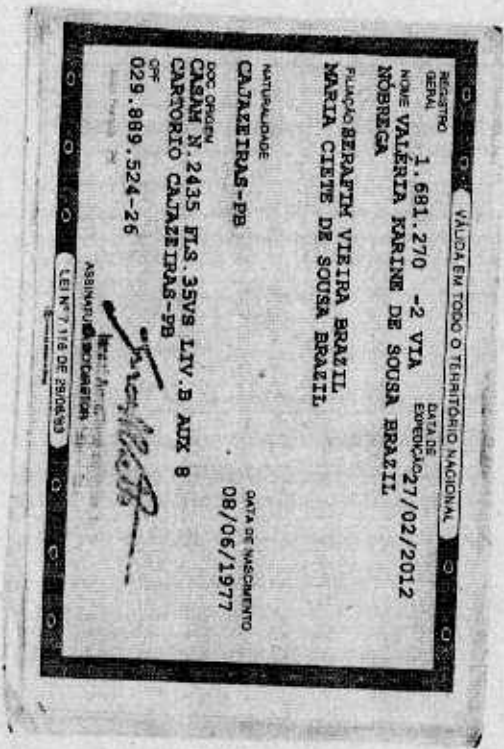 VÁLIDA EM TODO O TERRITÓRIO NACIONAL
REGISTRO GERAL 1.681.270 -2 VIA DATA DE EXPEDIÇÃO 27/02/2012
NOME VALÉRIA KARINE DE SOUSA BRAZIL
NÓBREGA
FILIAÇÃO SERAFIM VIEIRA BRAZIL
MARIA CIETE DE SOUSA BRAZIL
NATURALIDADE DATA DE NASCIMENTO
CAJAZEIRAS-PB 08/06/1977
DOC ORIGEM
CASAM N.2435 FLS.35VS LIV.B AUX 8
CARTORIO CAJAZEIRAS-PB
CPF
029.889.524-26
ASSINATURA DO DIRETOR
LEI Nº 7.116 DE 29/08/83